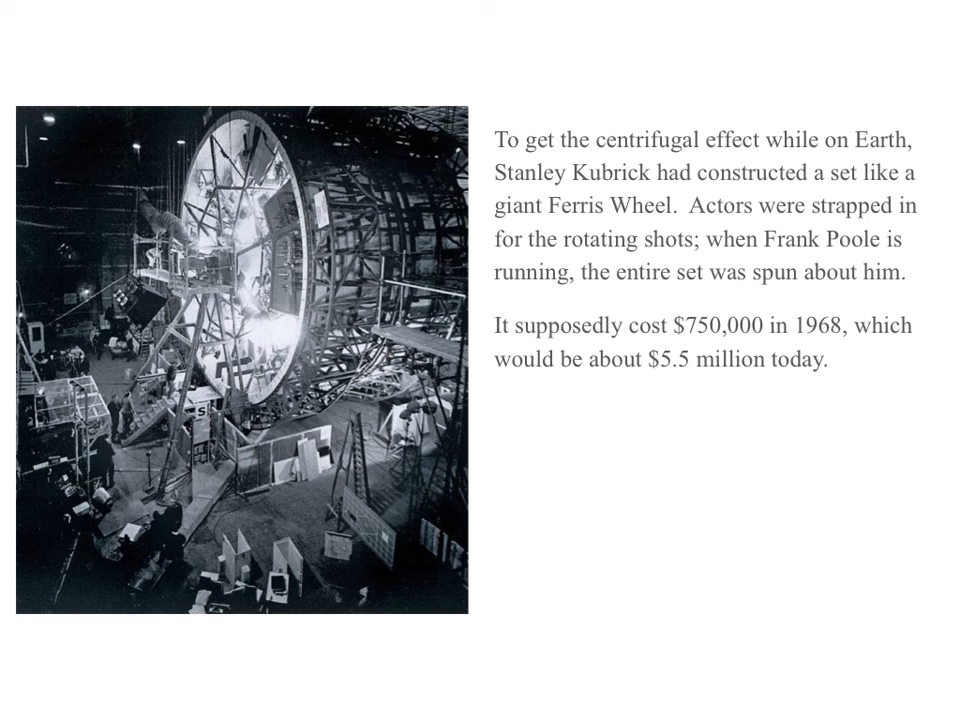 To get the centrifugal effect while on Earth,
Stanley Kubrick had constructed a set like a
giant Ferris Wheel.  Actors were strapped in
for the rotating shots; when Frank Poole is
running, the entire set was spun about him.
It supposedly cost $750,000 in 1968, which
would be about $5.5 million today.